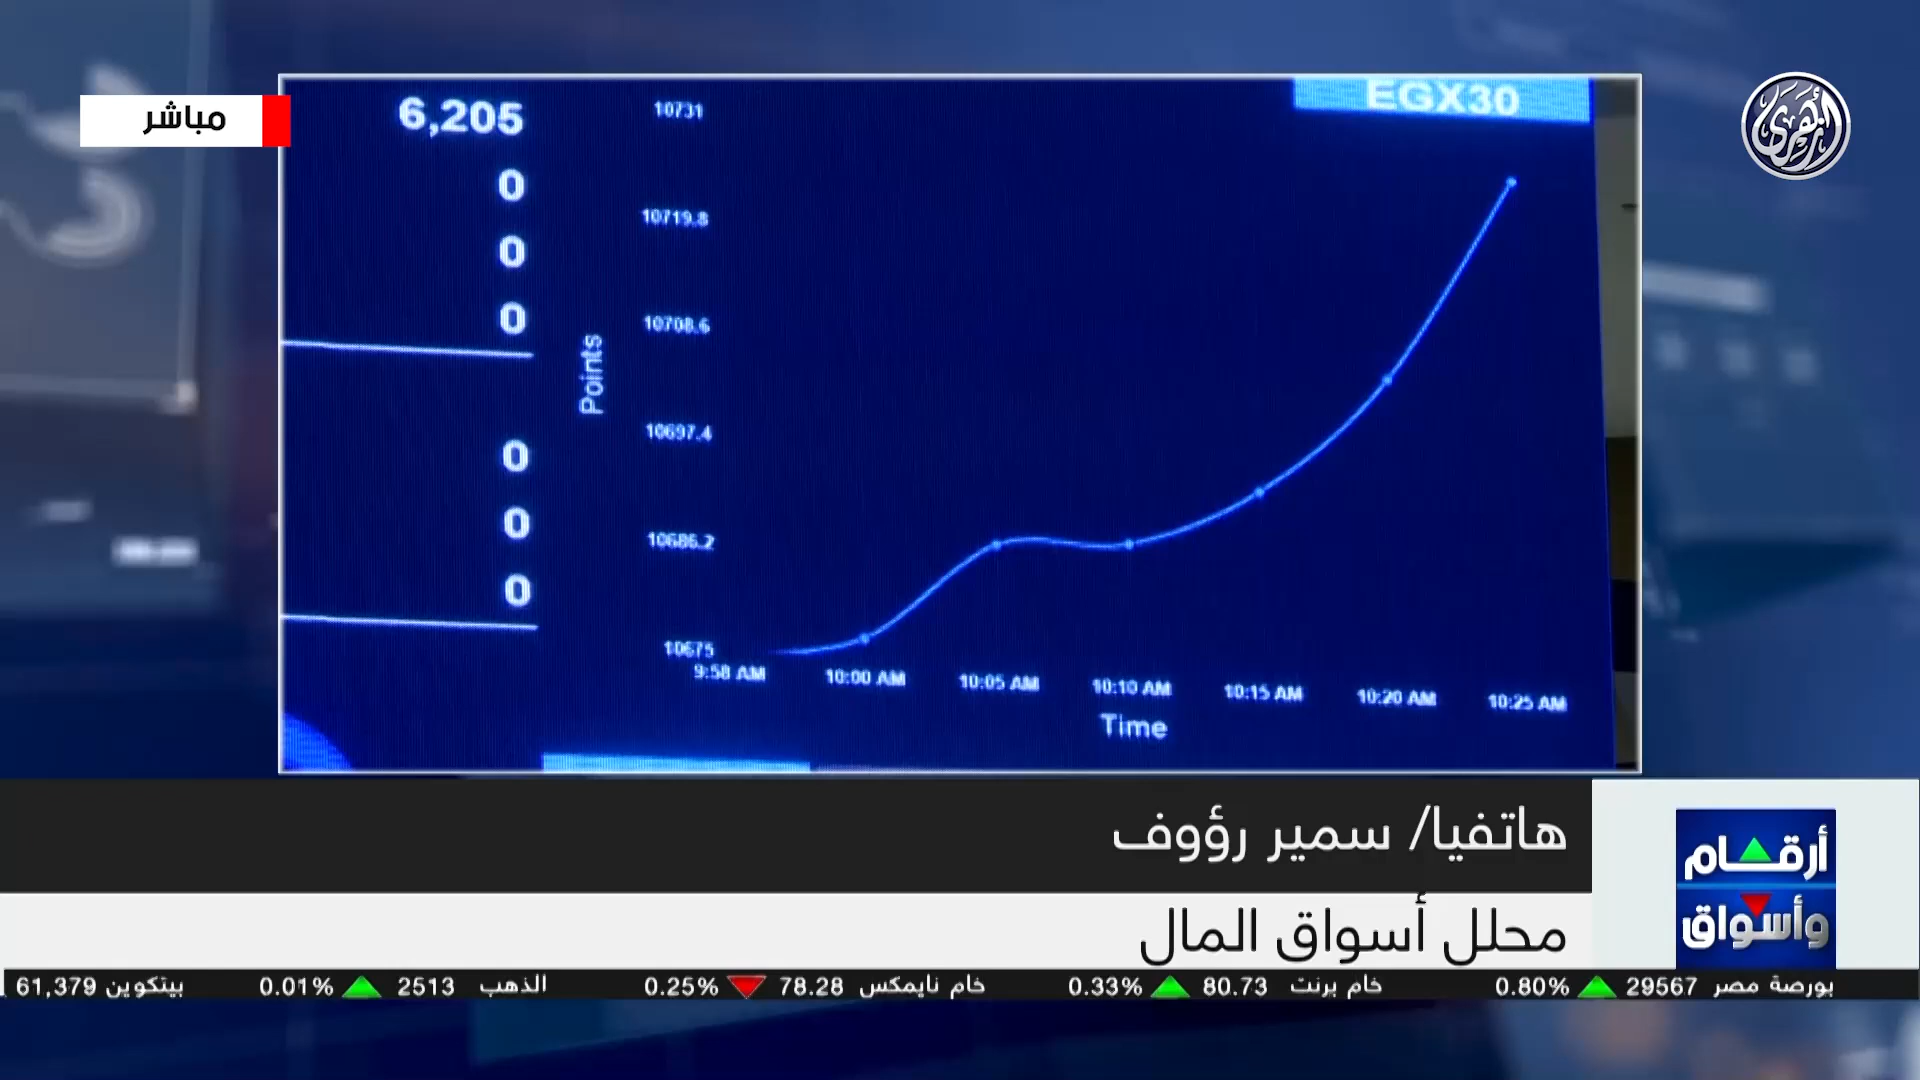 مباشر
EGX30
6,205
0
0
0
0
0
0
Points
10731
10719.8
10708.6
10697.4
10686.2
10675
9:58 AM 10:00 AM 10:05 AM 10:10 AM 10:15 AM 10:20 AM 10:25 AM
Time
هاتفيا/ سمير رؤوف
محلل أسواق المال
أرقام
وأسواق
بورصة مصر 29567 0.80% خام برنت 80.73 0.33% خام نايمكس 78.28 0.25% الذهب 2513 0.01% بيتكوين 61,379